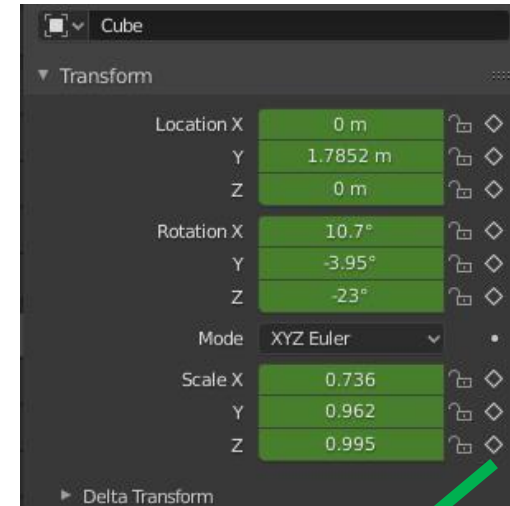 Cube
Transform
Location X 0 m
Y 1.7852 m
Z 0 m
Rotation X 10.7°
Y -3.95°
Z -23°
Mode XYZ Euler
Scale X 0.736
Y 0.962
Z 0.995
Delta Transform